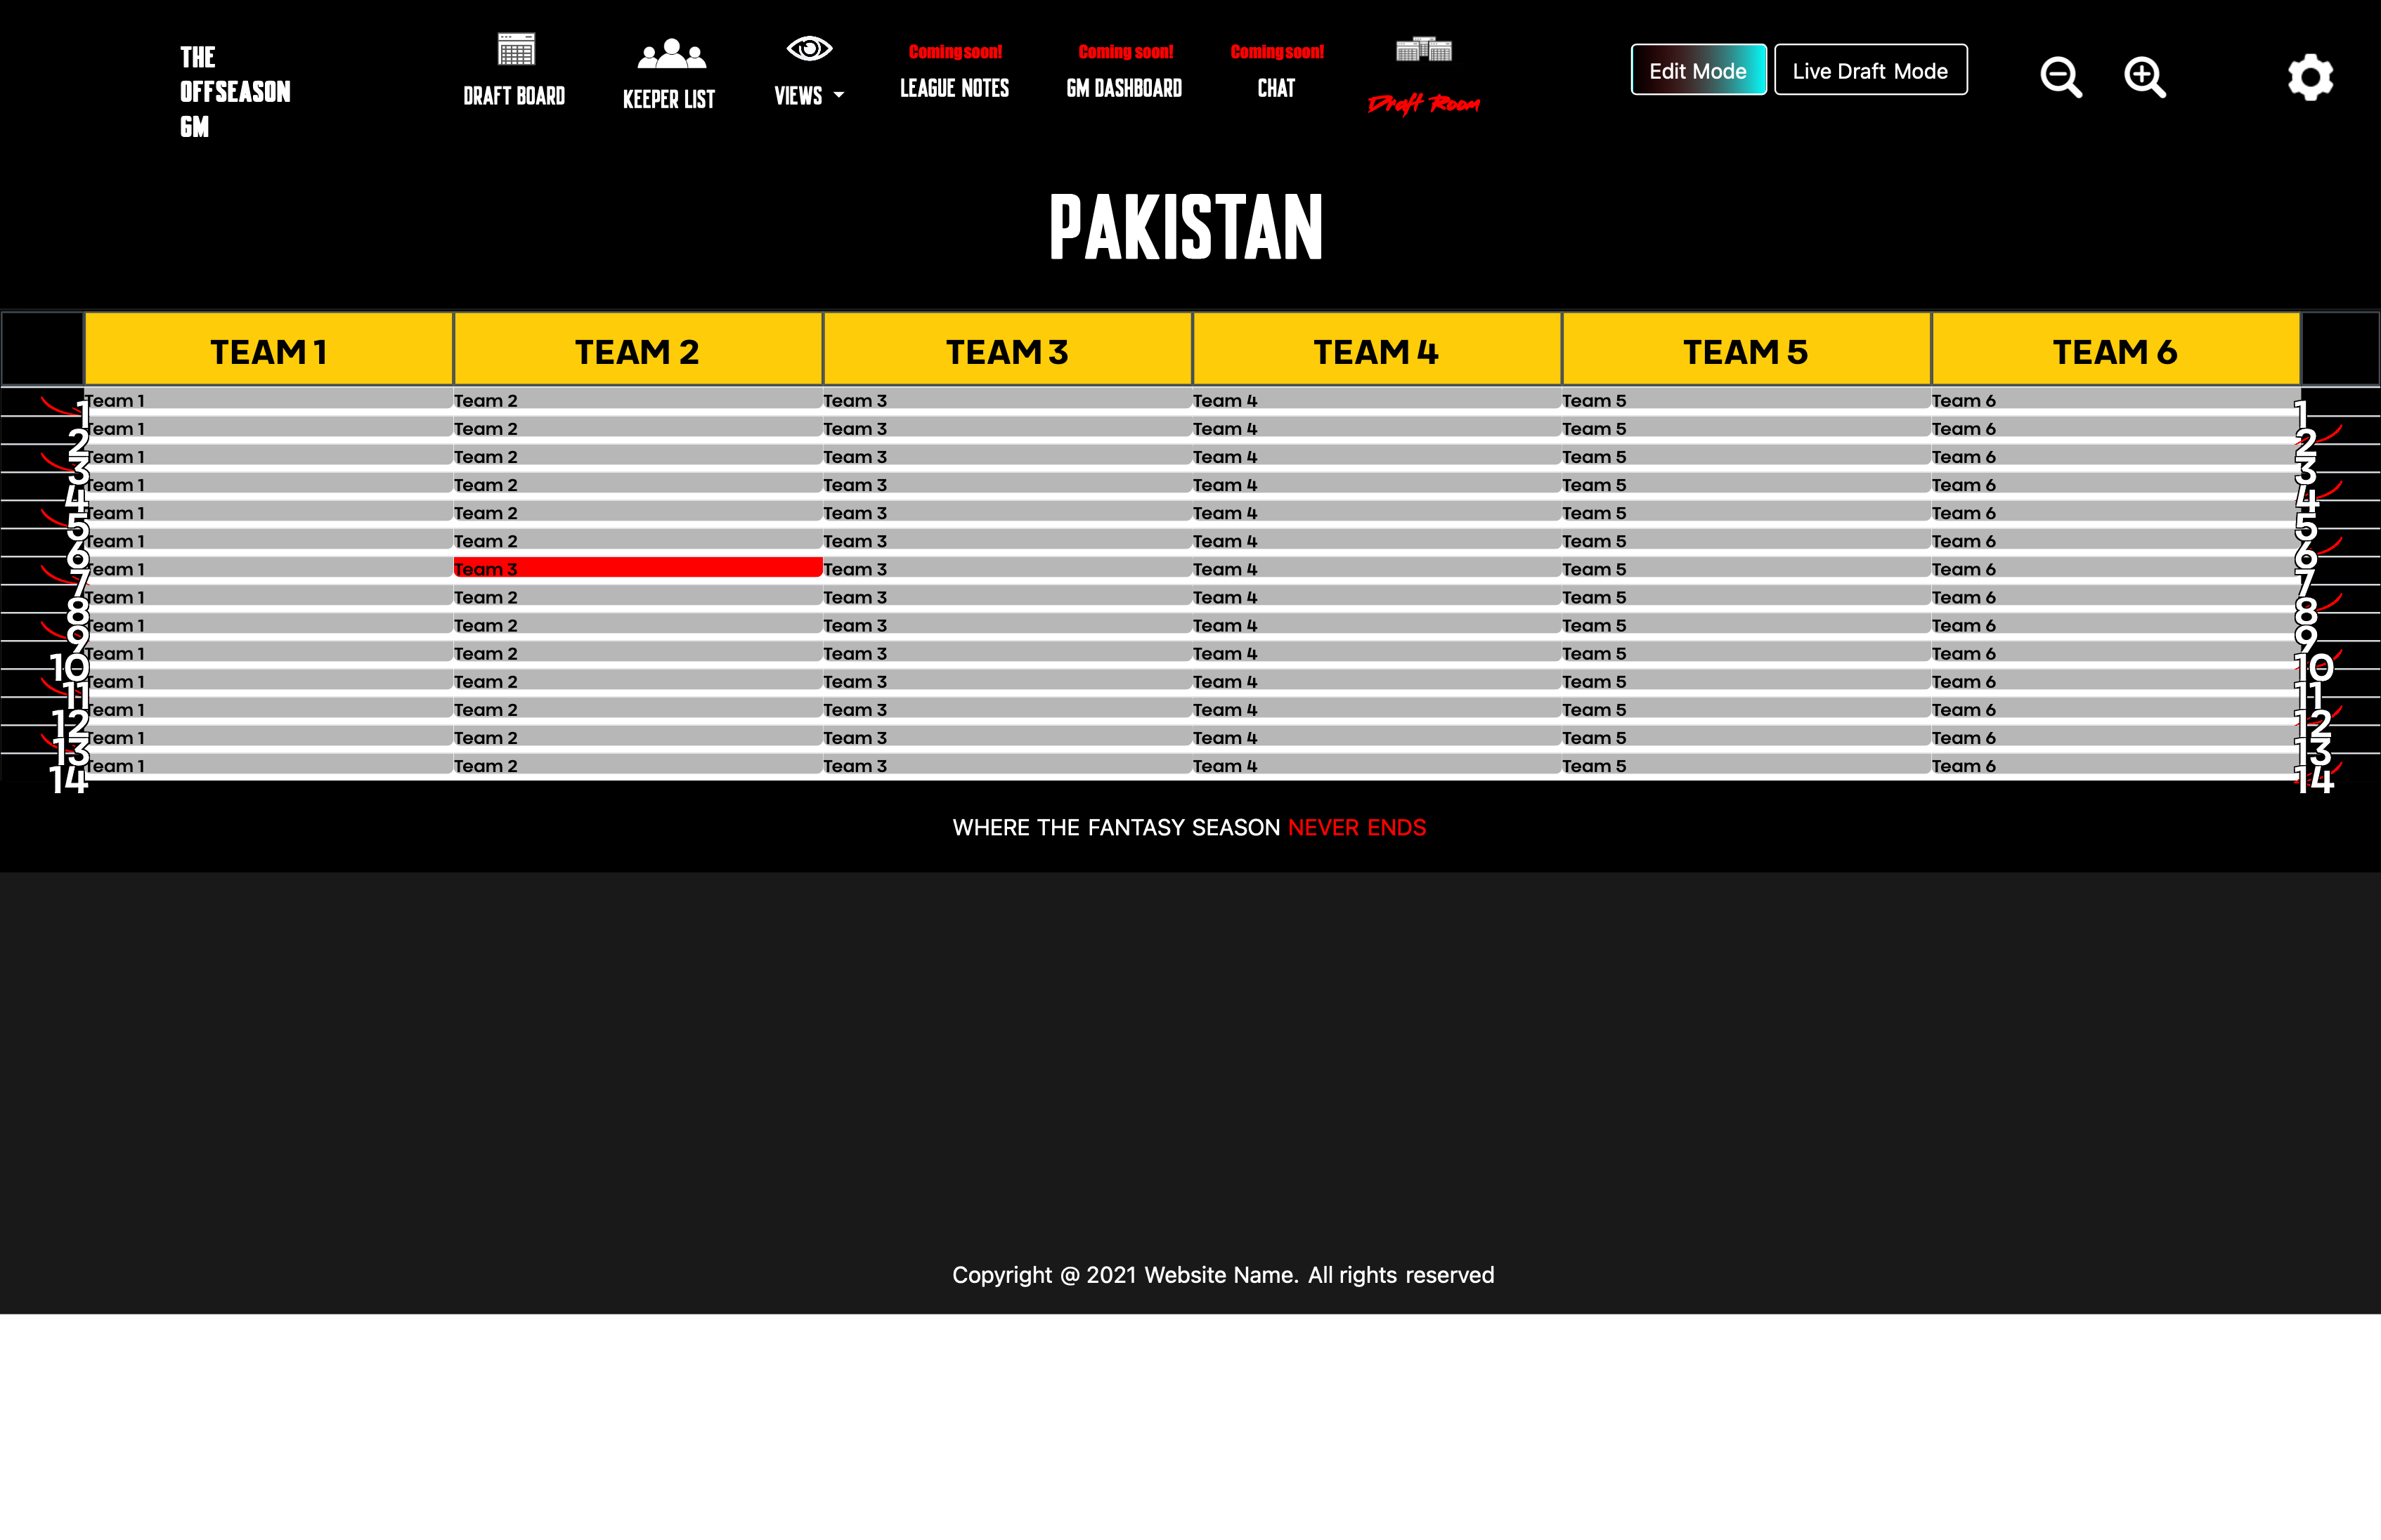 THE
OFFSEASON
GM
DRAFT BOARD
KEEPER LIST
VIEWS
Coming soon!
LEAGUE NOTES
Coming soon!
GM DASHBOARD
Coming soon!
CHAT
Draft Room
Edit Mode
Live Draft Mode
PAKISTAN
TEAM 1 TEAM 2 TEAM 3 TEAM 4 TEAM 5 TEAM 6
1 Team 1 Team 2 Team 3 Team 4 Team 5 Team 6 1
2 Team 1 Team 2 Team 3 Team 4 Team 5 Team 6 2
3 Team 1 Team 2 Team 3 Team 4 Team 5 Team 6 3
4 Team 1 Team 2 Team 3 Team 4 Team 5 Team 6 4
5 Team 1 Team 2 Team 3 Team 4 Team 5 Team 6 5
6 Team 1 Team 2 Team 3 Team 4 Team 5 Team 6 6
7 Team 1 Team 3 Team 3 Team 4 Team 5 Team 6 7
8 Team 1 Team 2 Team 3 Team 4 Team 5 Team 6 8
9 Team 1 Team 2 Team 3 Team 4 Team 5 Team 6 9
10 Team 1 Team 2 Team 3 Team 4 Team 5 Team 6 10
11 Team 1 Team 2 Team 3 Team 4 Team 5 Team 6 11
12 Team 1 Team 2 Team 3 Team 4 Team 5 Team 6 12
13 Team 1 Team 2 Team 3 Team 4 Team 5 Team 6 13
14 Team 1 Team 2 Team 3 Team 4 Team 5 Team 6 14
WHERE THE FANTASY SEASON NEVER ENDS
Copyright @ 2021 Website Name. All rights reserved